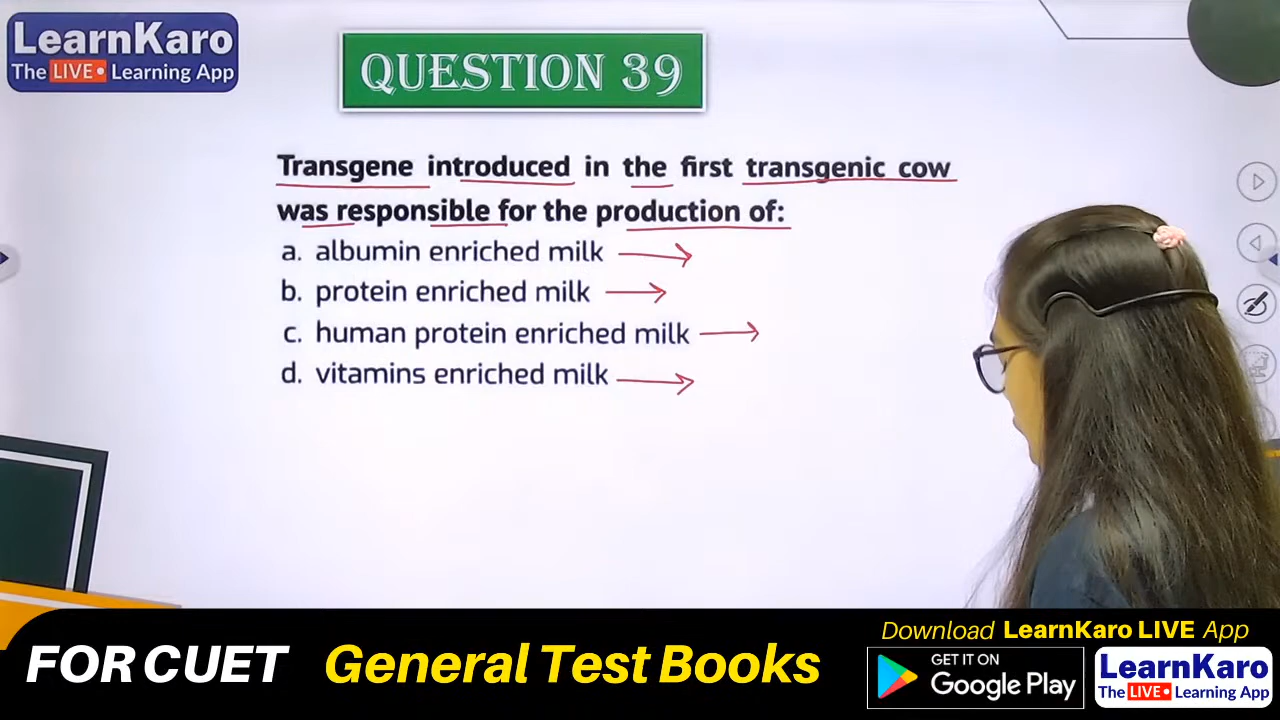 LearnKaro
The LIVE Learning App
QUESTION 39
Transgene introduced in the first transgenic cow
was responsible for the production of:
a. albumin enriched milk
b. protein enriched milk
c. human protein enriched milk
d. vitamins enriched milk
FOR CUET General Test Books
Download LearnKaro LIVE App
GET IT ON
Google Play
LearnKaro
The LIVE Learning App